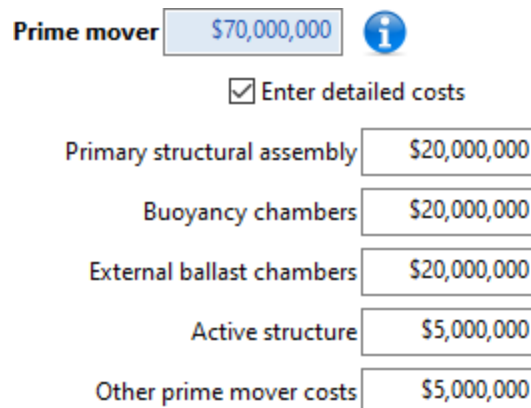 Prime mover $70,000,000
Enter detailed costs
Primary structural assembly $20,000,000
Buoyancy chambers $20,000,000
External ballast chambers $20,000,000
Active structure $5,000,000
Other prime mover costs $5,000,000